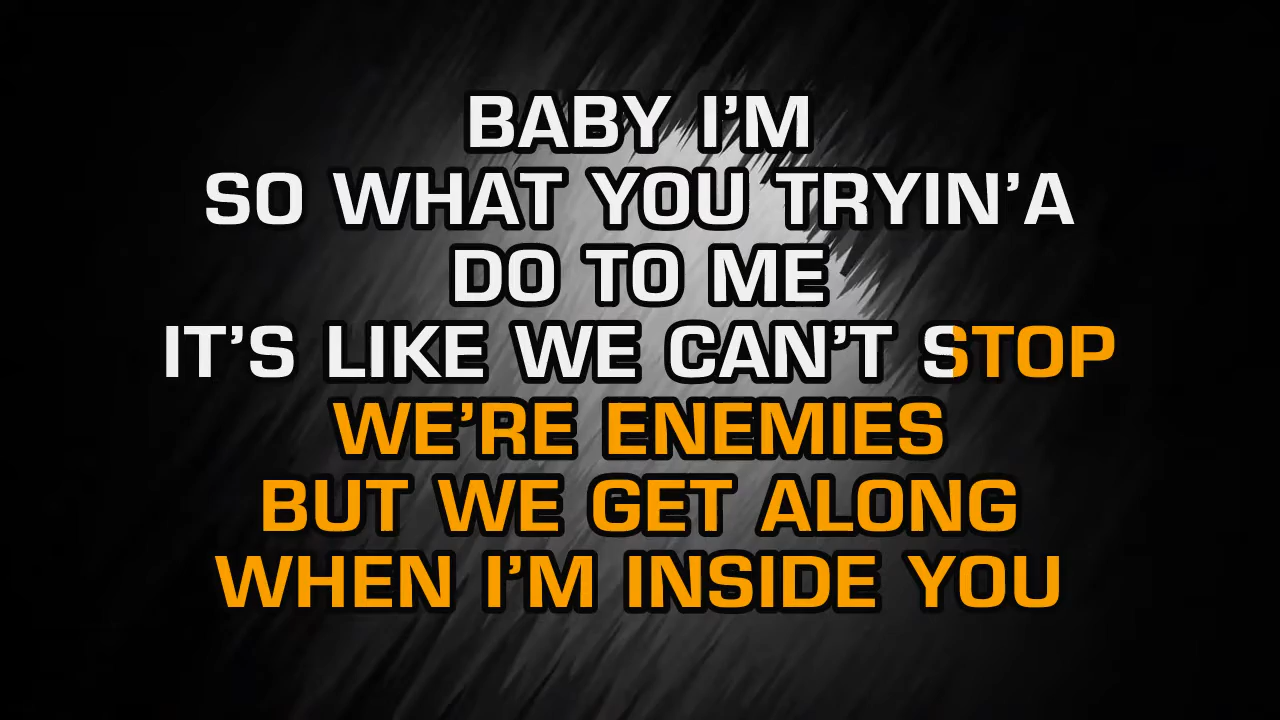 BABY I'M
SO WHAT YOU TRYIN'A
DO TO ME
IT'S LIKE WE CAN'T STOP
WE'RE ENEMIES
BUT WE GET ALONG
WHEN I'M INSIDE YOU